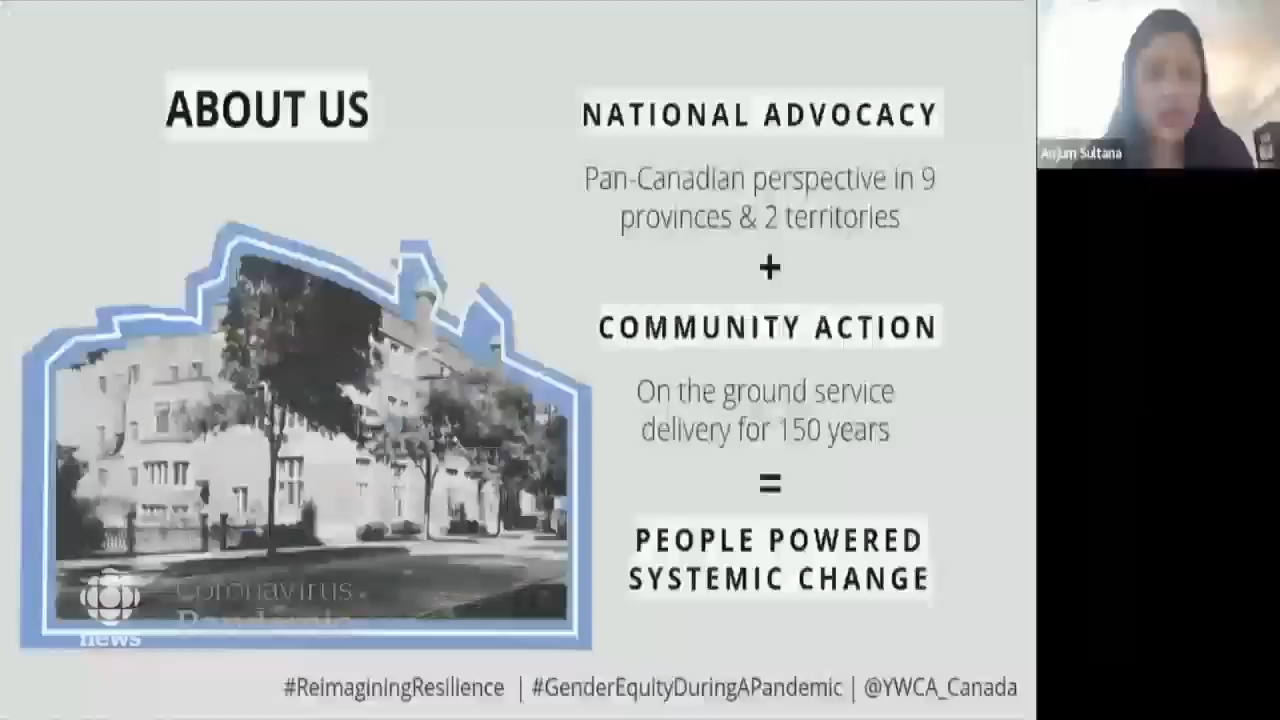 ABOUT US
NATIONAL ADVOCACY
Pan-Canadian perspective in 9
provinces & 2 territories
+
COMMUNITY ACTION
On the ground service
delivery for 150 years
=
PEOPLE POWERED
SYSTEMIC CHANGE
Coronavirus
Pandemic
news
#ReimaginingResilience | #GenderEquityDuringAPandemic | @YWCA_Canada
Anjum Sultana